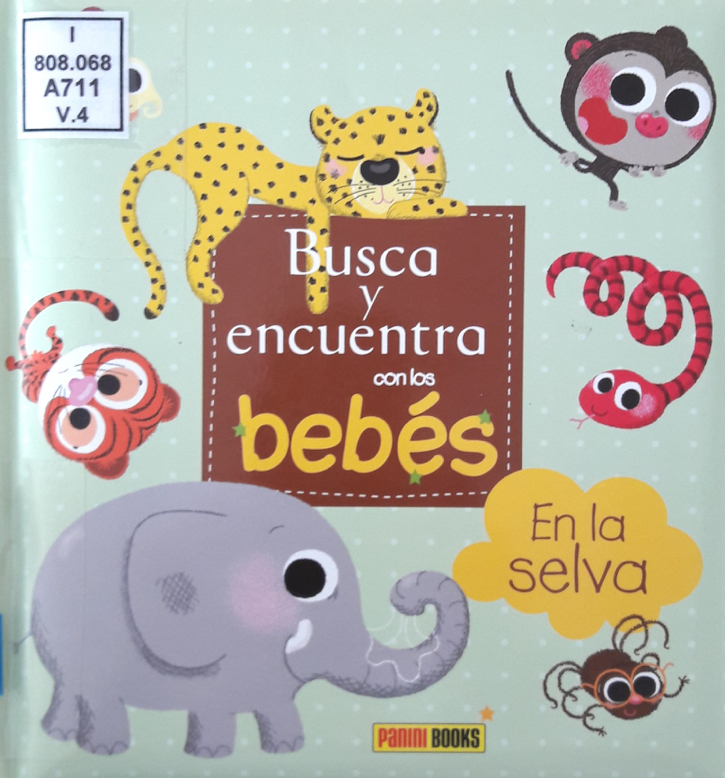 I
808.068
A711
V.4
Busca
y
encuentra
con los
bebés
En la
selva
PANINI BOOKS